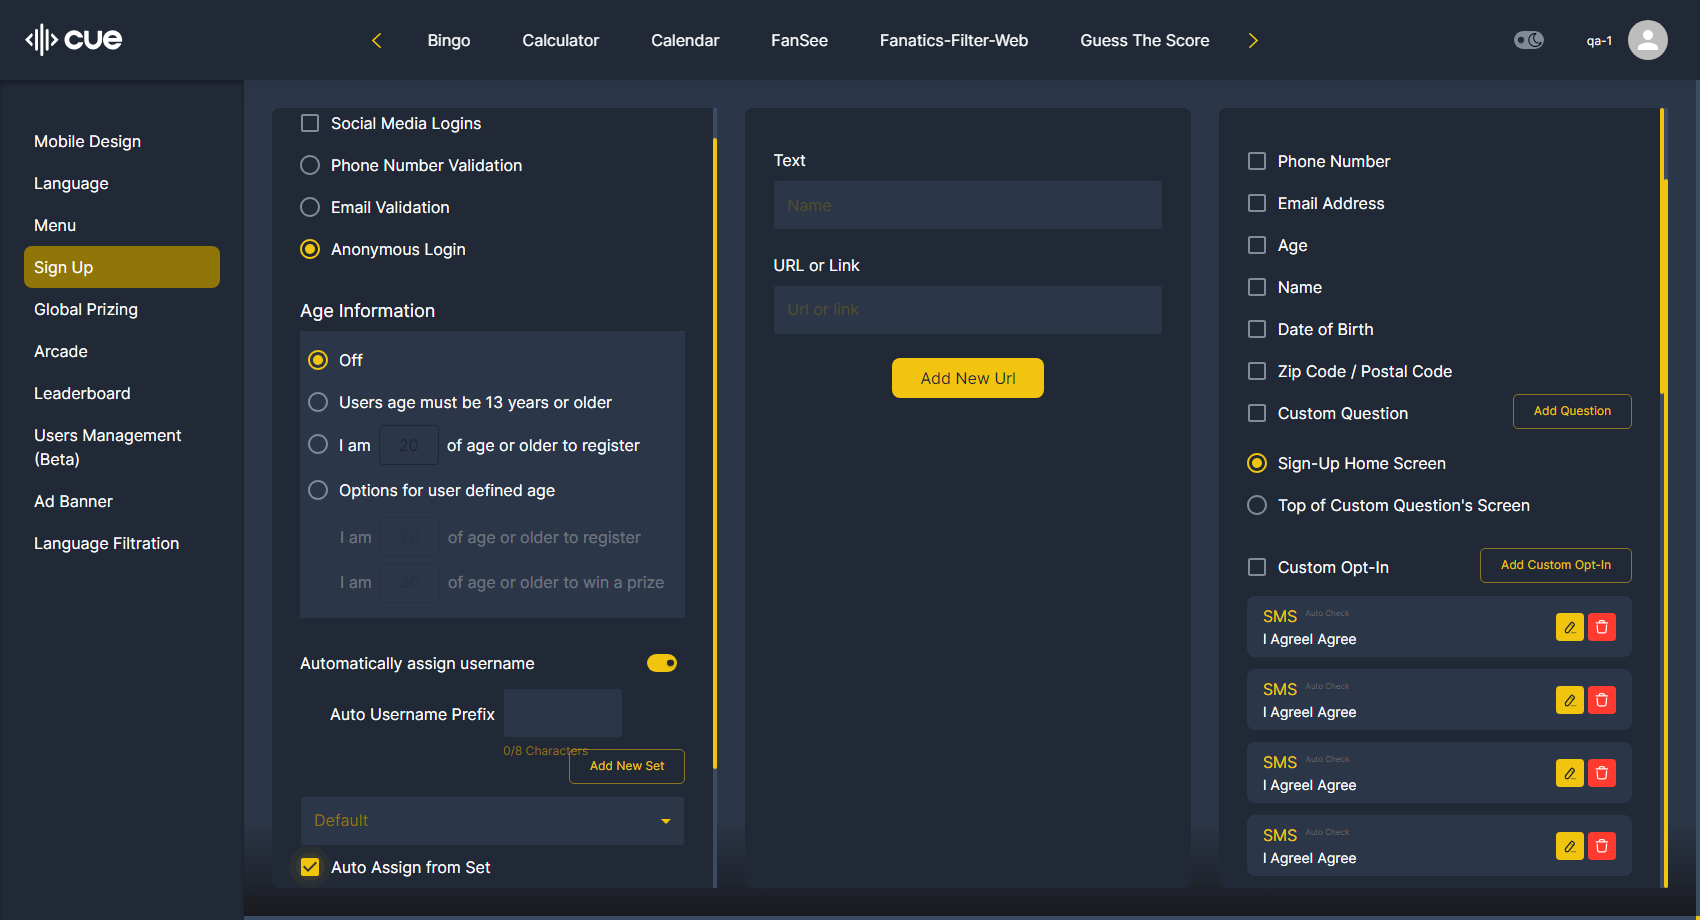 cue
Bingo
Calculator
Calendar
FanSee
Fanatics-Filter-Web
Guess The Score
qa-1
Mobile Design
Language
Menu
Sign Up
Global Prizing
Arcade
Leaderboard
Users Management
(Beta)
Ad Banner
Language Filtration
Social Media Logins
Phone Number Validation
Email Validation
Anonymous Login
Age Information
Off
Users age must be 13 years or older
I am 20 of age or older to register
Options for user defined age
I am 20 of age or older to register
I am 30 of age or older to win a prize
Automatically assign username
Auto Username Prefix
0/8 Characters
Add New Set
Default
Auto Assign from Set
Text
Name
URL or Link
Url or link
Add New Url
Phone Number
Email Address
Age
Name
Date of Birth
Zip Code / Postal Code
Custom Question
Add Question
Sign-Up Home Screen
Top of Custom Question's Screen
Custom Opt-In
Add Custom Opt-In
SMS Auto Check
I AgreeI Agree
SMS Auto Check
I AgreeI Agree
SMS Auto Check
I AgreeI Agree
SMS Auto Check
I AgreeI Agree